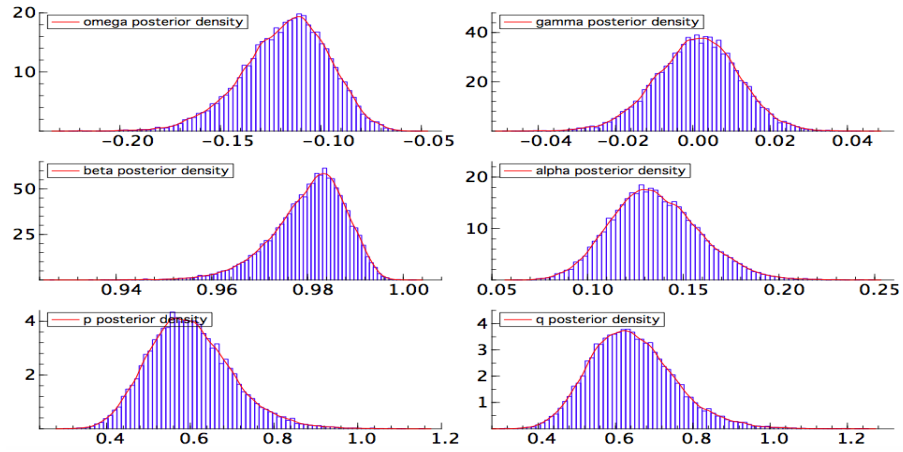 omega posterior density
20
10
−0.20 −0.15 −0.10 −0.05
gamma posterior density
40
20
−0.04 −0.02 0.00 0.02 0.04
beta posterior density
50
25
0.94 0.96 0.98 1.00
alpha posterior density
20
10
0.05 0.10 0.15 0.20 0.25
p posterior density
4
2
0.4 0.6 0.8 1.0 1.2
q posterior density
4
3
2
1
0.4 0.6 0.8 1.0 1.2